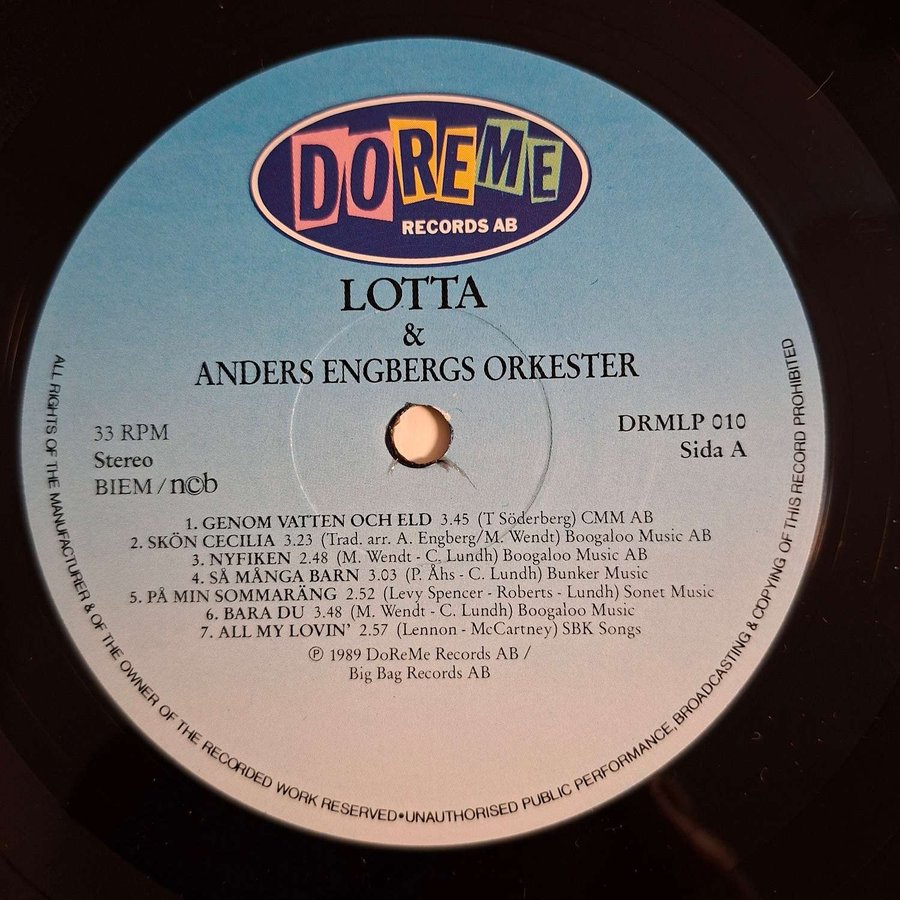 DOREME
RECORDS AB
LOTTA
&
ANDERS ENGBERGS ORKESTER
33 RPM
Stereo
BIEM / n©b
DRMLP 010
Sida A
1. GENOM VATTEN OCH ELD 3.45 (T Söderberg) CMM AB
2. SKÖN CECILIA 3.23 (Trad. arr. A. Engberg/M. Wendt) Boogaloo Music AB
3. NYFIKEN 2.48 (M. Wendt - C. Lundh) Boogaloo Music AB
4. SÅ MÅNGA BARN 3.03 (P. Åhs - C. Lundh) Bunker Music
5. PÅ MIN SOMMARÄNG 2.52 (Levy Spencer - Roberts - Lundh) Sonet Music
6. BARA DU 3.48 (M. Wendt - C. Lundh) Boogaloo Music
7. ALL MY LOVIN' 2.57 (Lennon - McCartney) SBK Songs
℗ 1989 DoReMe Records AB /
Big Bag Records AB
ALL RIGHTS OF THE MANUFACTURER & OF THE OWNER OF THE RECORDED WORK RESERVED•UNAUTHORISED PUBLIC PERFORMANCE, BROADCASTING & COPYING OF THIS RECORD PROHIBITED